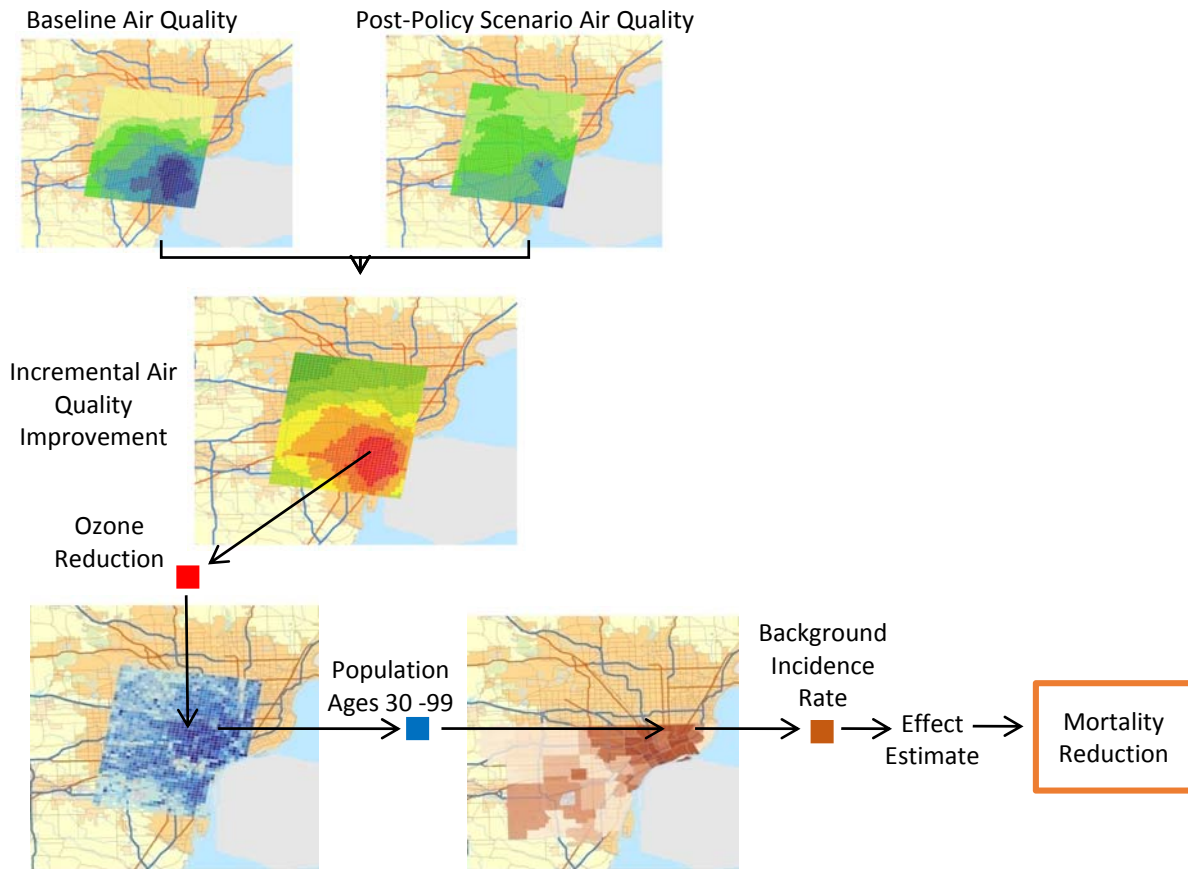 Baseline Air Quality
Post-Policy Scenario Air Quality
Incremental Air
Quality
Improvement
Ozone
Reduction
Population
Ages 30 -99
Background
Incidence
Rate
Effect
Estimate
Mortality
Reduction